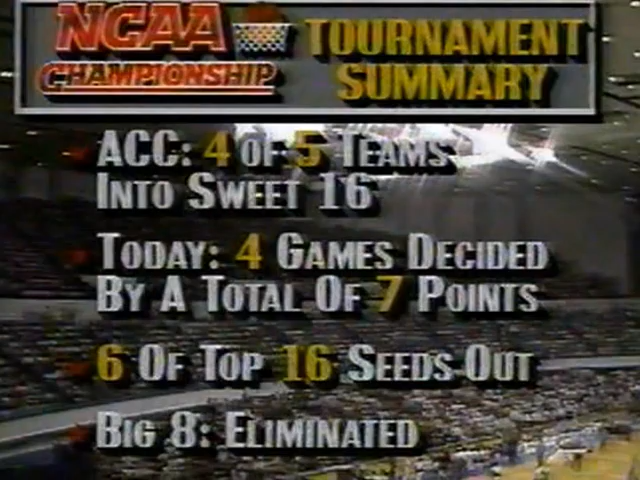 NCAA TOURNAMENT
CHAMPIONSHIP SUMMARY
ACC: 4 OF 5 TEAMS
INTO SWEET 16
TODAY: 4 GAMES DECIDED
BY A TOTAL OF 7 POINTS
6 OF TOP 16 SEEDS OUT
BIG 8: ELIMINATED